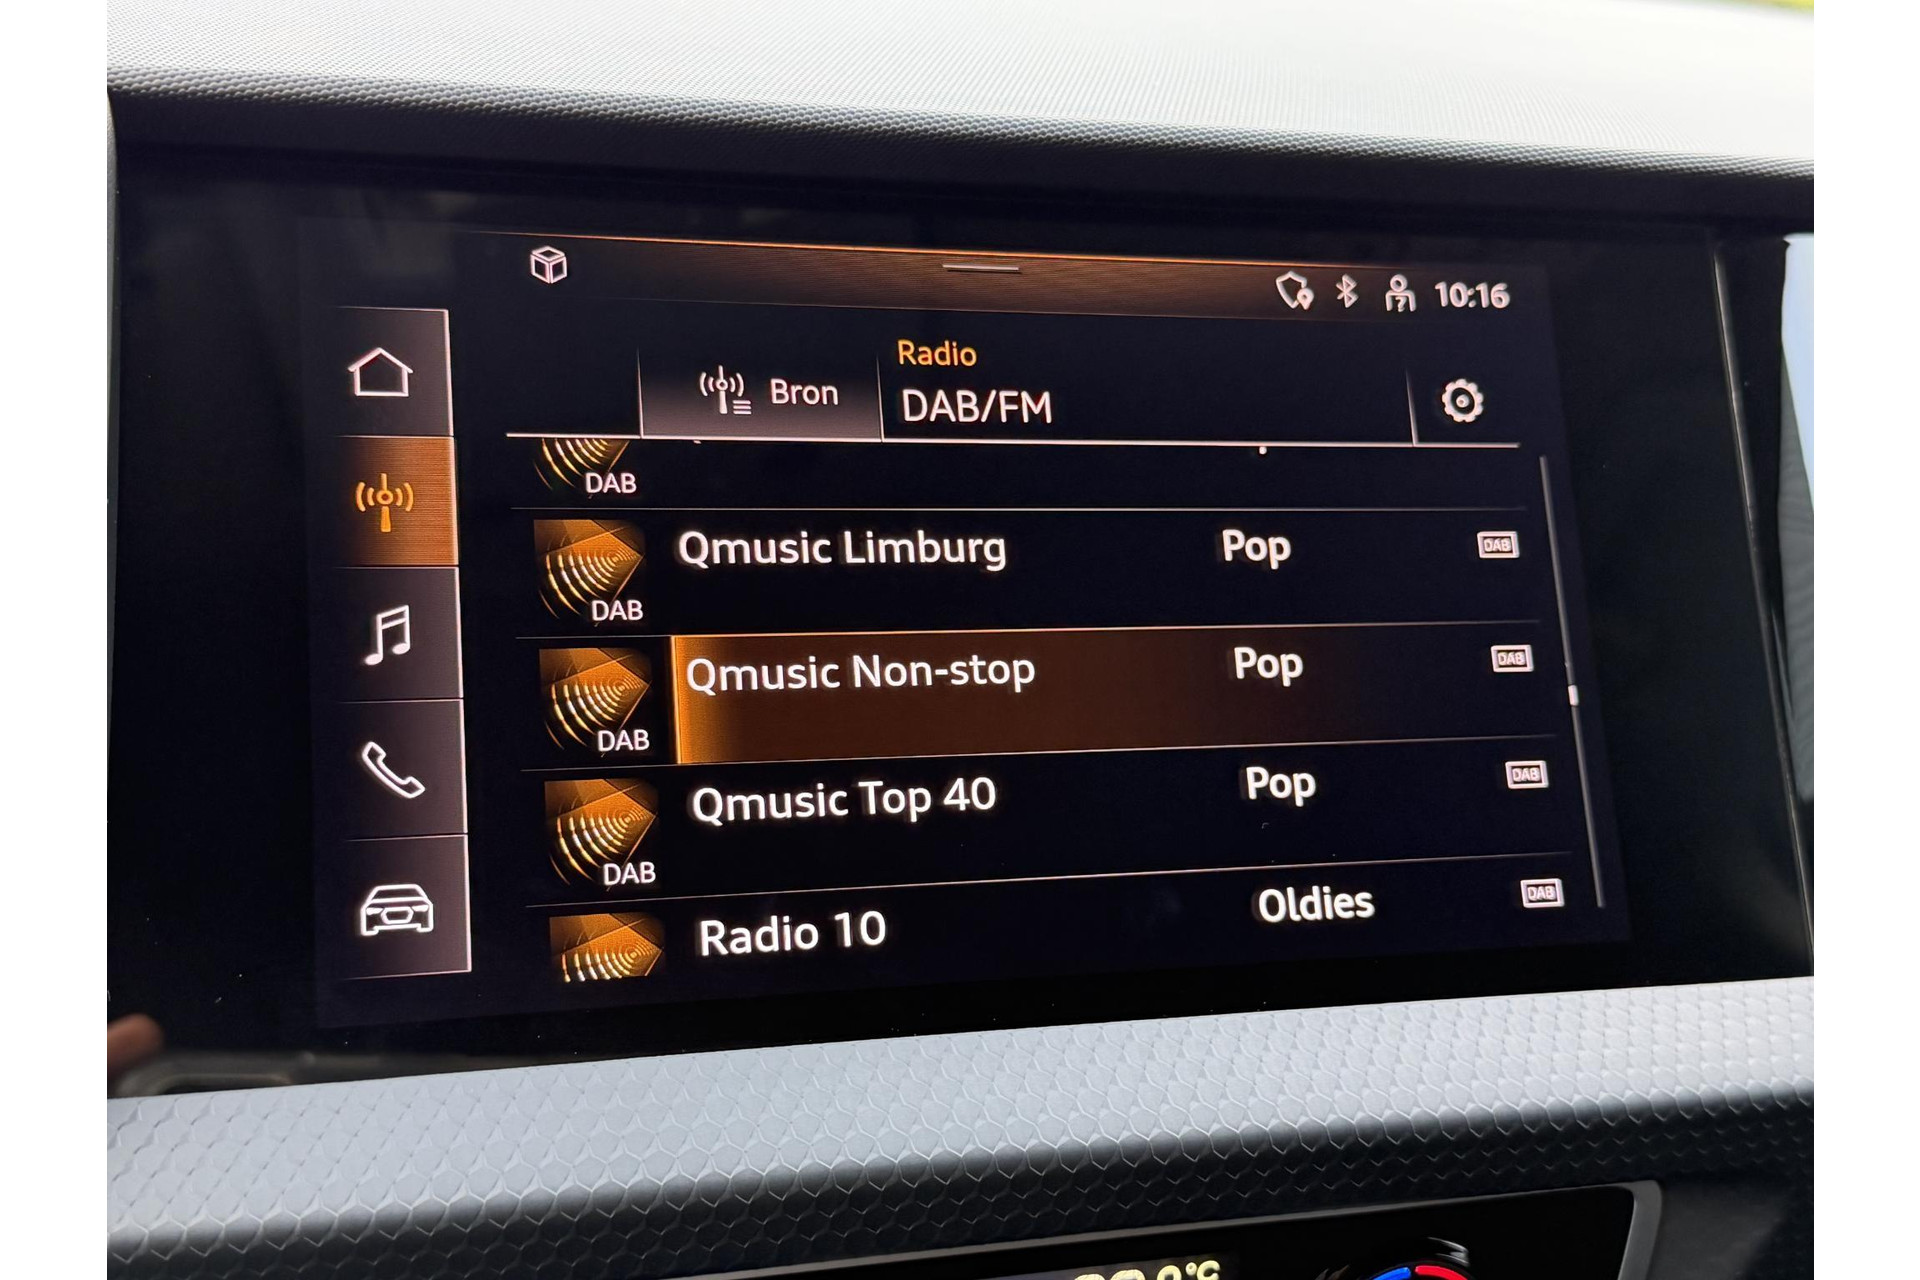 10:16
Radio
Bron
DAB/FM
DAB
Qmusic Limburg Pop DAB
DAB
Qmusic Non-stop Pop DAB
DAB
Qmusic Top 40 Pop DAB
DAB
Radio 10 Oldies DAB
°C